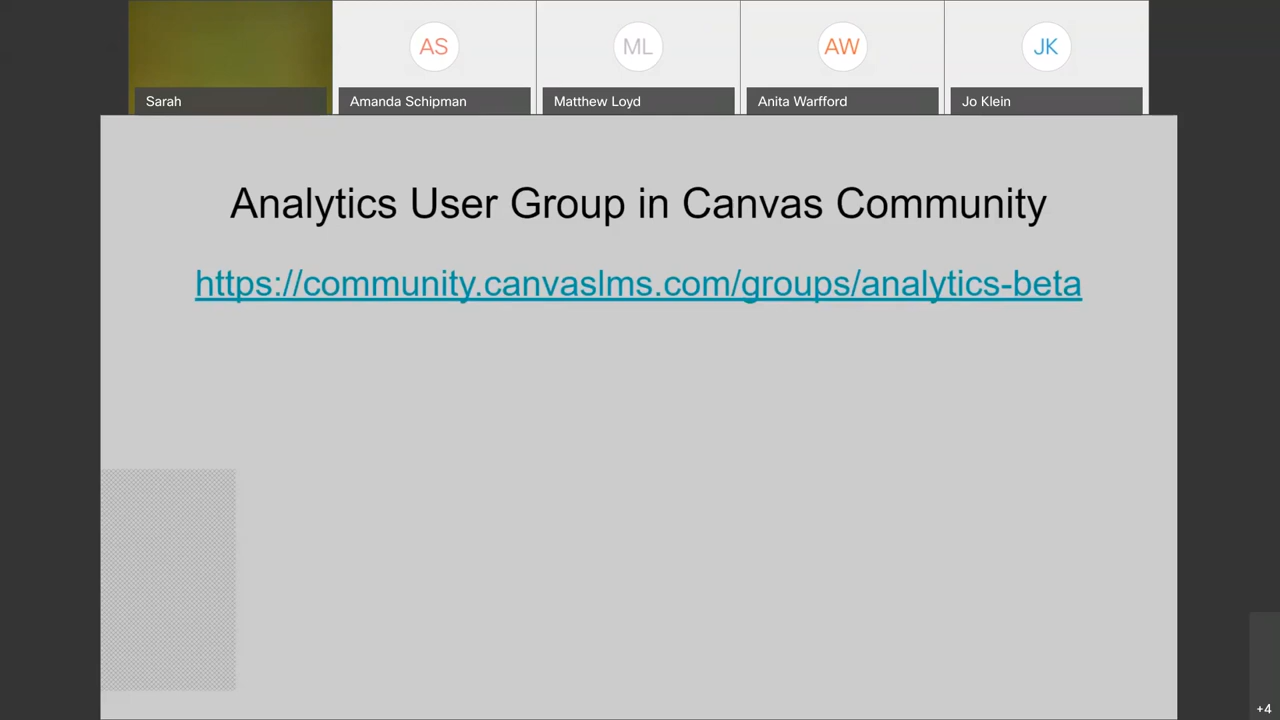 AS
ML
AW
JK
Sarah
Amanda Schipman
Matthew Loyd
Anita Warfford
Jo Klein
Analytics User Group in Canvas Community
https://community.canvaslms.com/groups/analytics-beta
+4